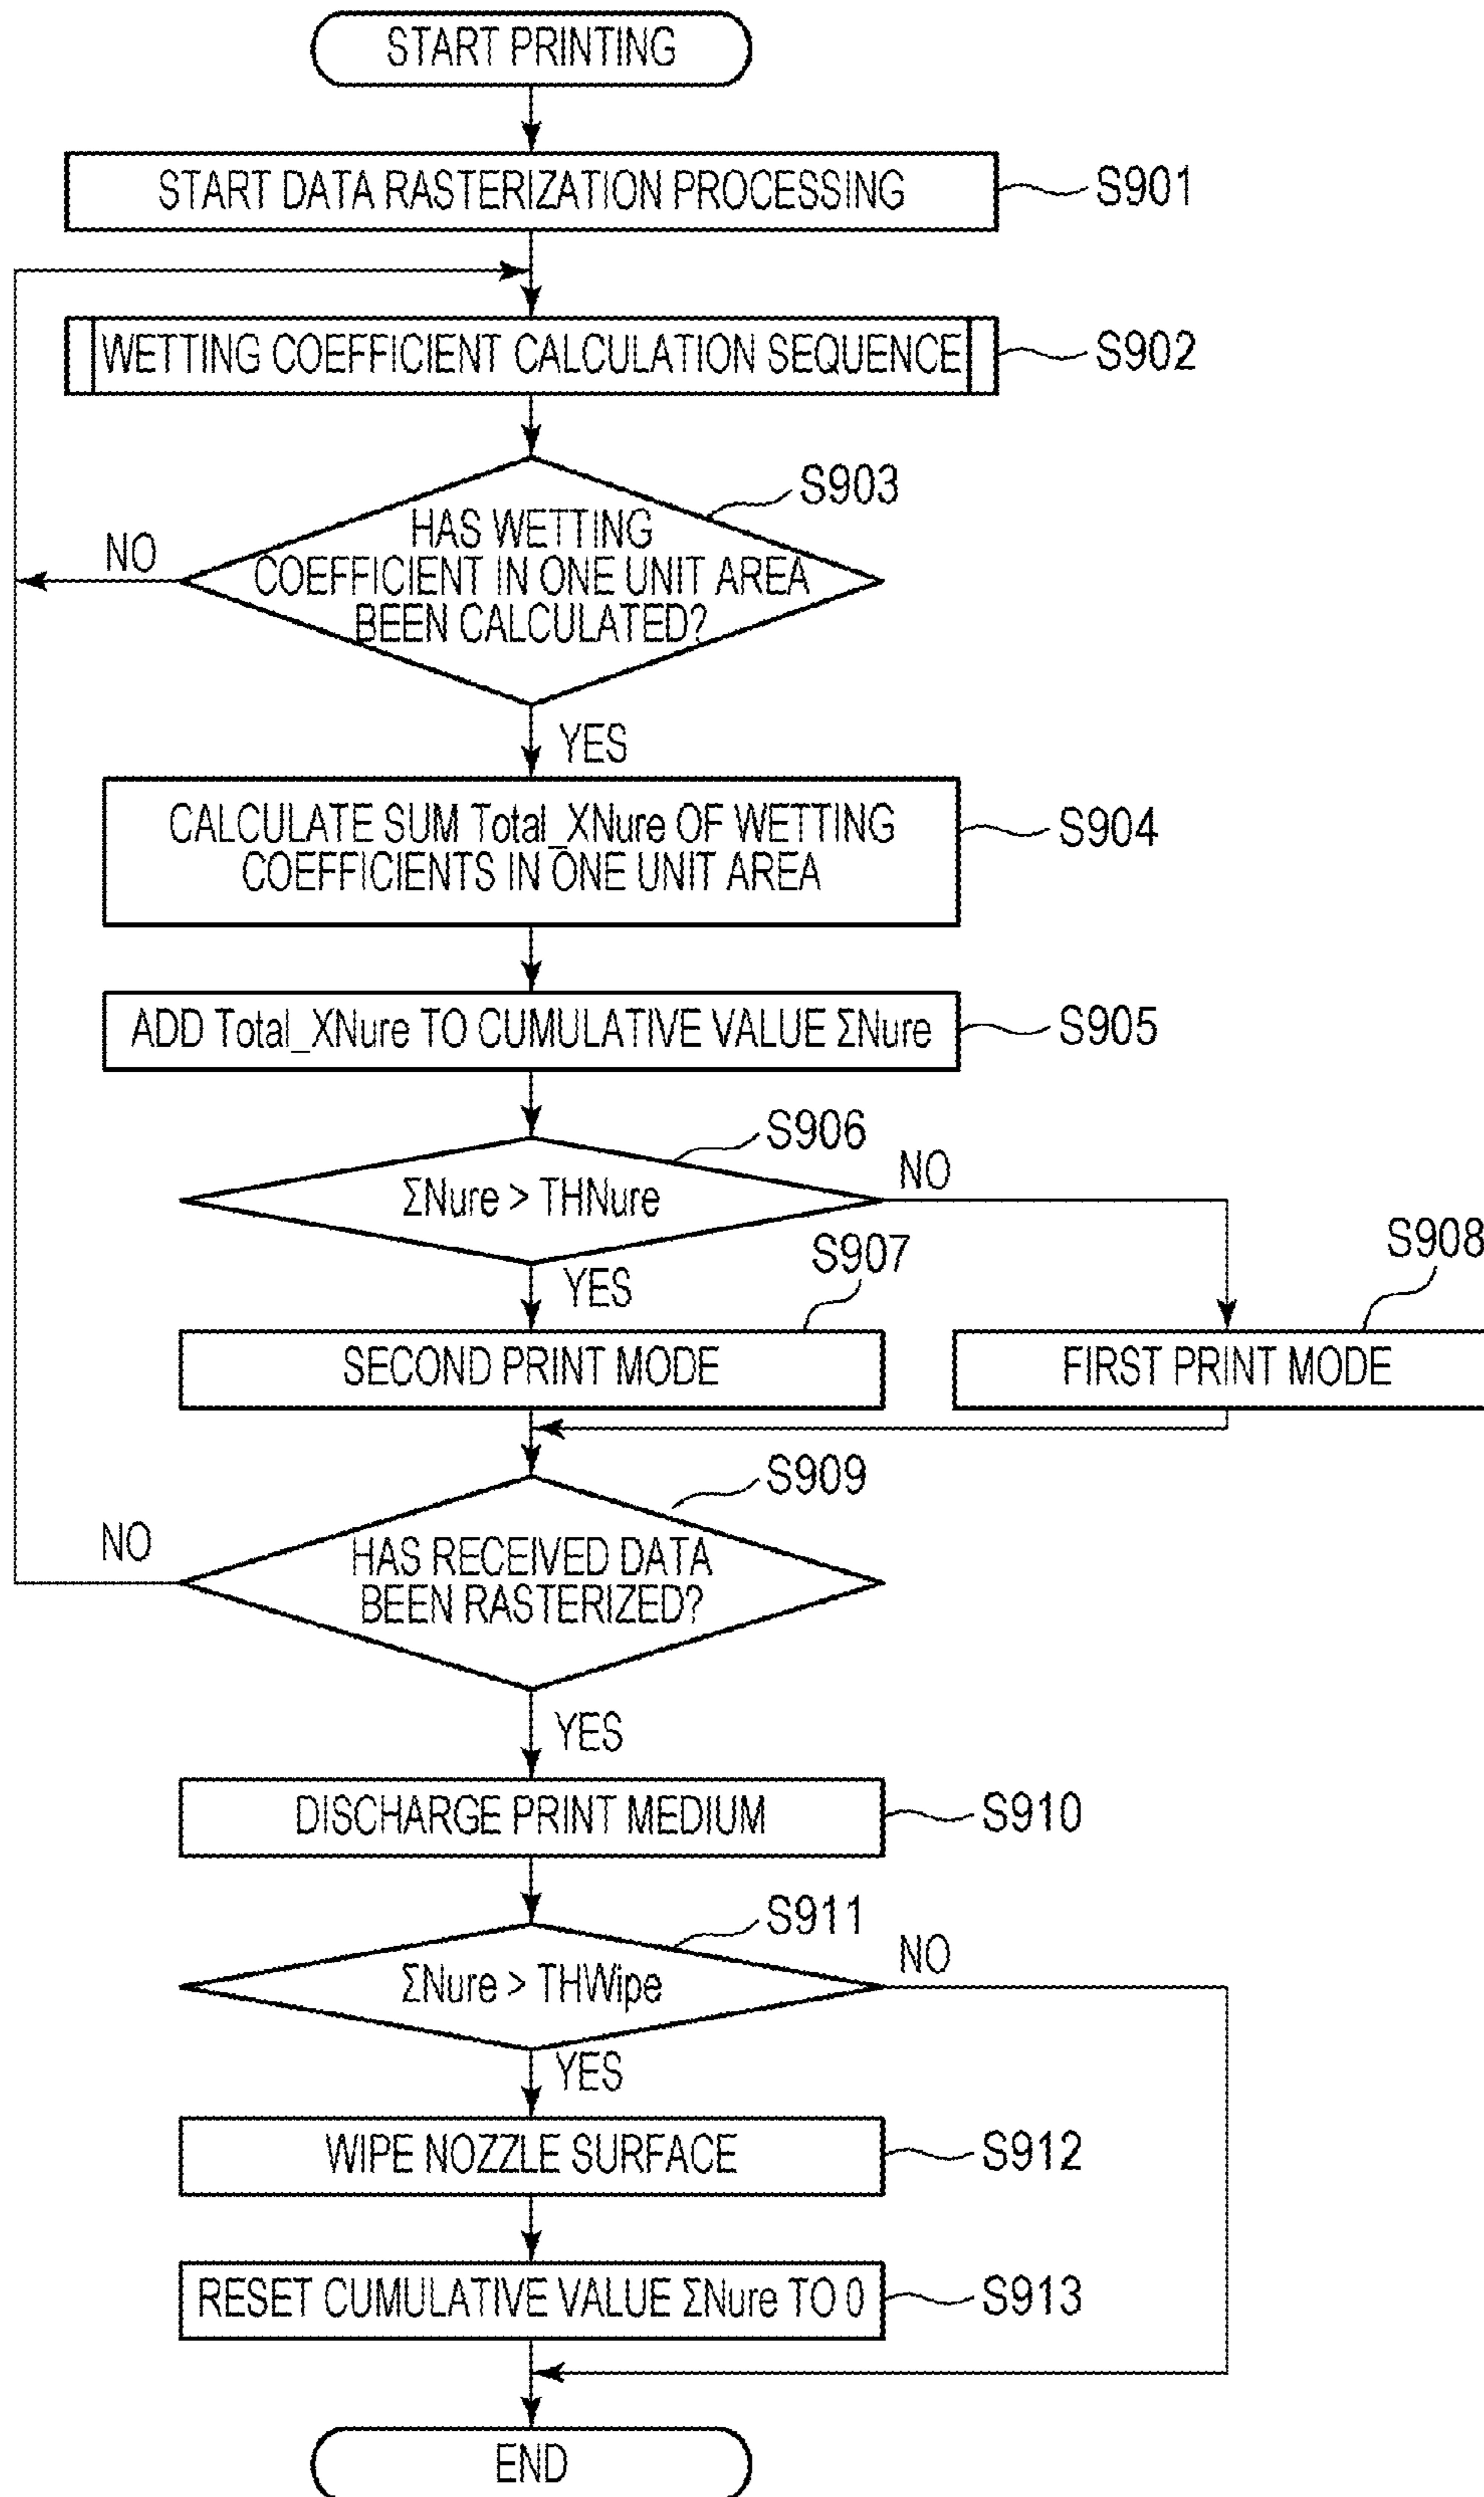 START PRINTING
START DATA RASTERIZATION PROCESSING
S901
WETTING COEFFICIENT CALCULATION SEQUENCE
S902
S903
HAS WETTING
COEFFICIENT IN ONE UNIT AREA
BEEN CALCULATED?
NO
YES
CALCULATE SUM Total_XNure OF WETTING
COEFFICIENTS IN ONE UNIT AREA
S904
ADD Total_XNure TO CUMULATIVE VALUE ΣNure
S905
S906
ΣNure > THNure
NO
YES
S907
S908
SECOND PRINT MODE
FIRST PRINT MODE
S909
HAS RECEIVED DATA
BEEN RASTERIZED?
NO
YES
DISCHARGE PRINT MEDIUM
S910
S911
ΣNure > THWipe
NO
YES
WIPE NOZZLE SURFACE
S912
RESET CUMULATIVE VALUE ΣNure TO 0
S913
END